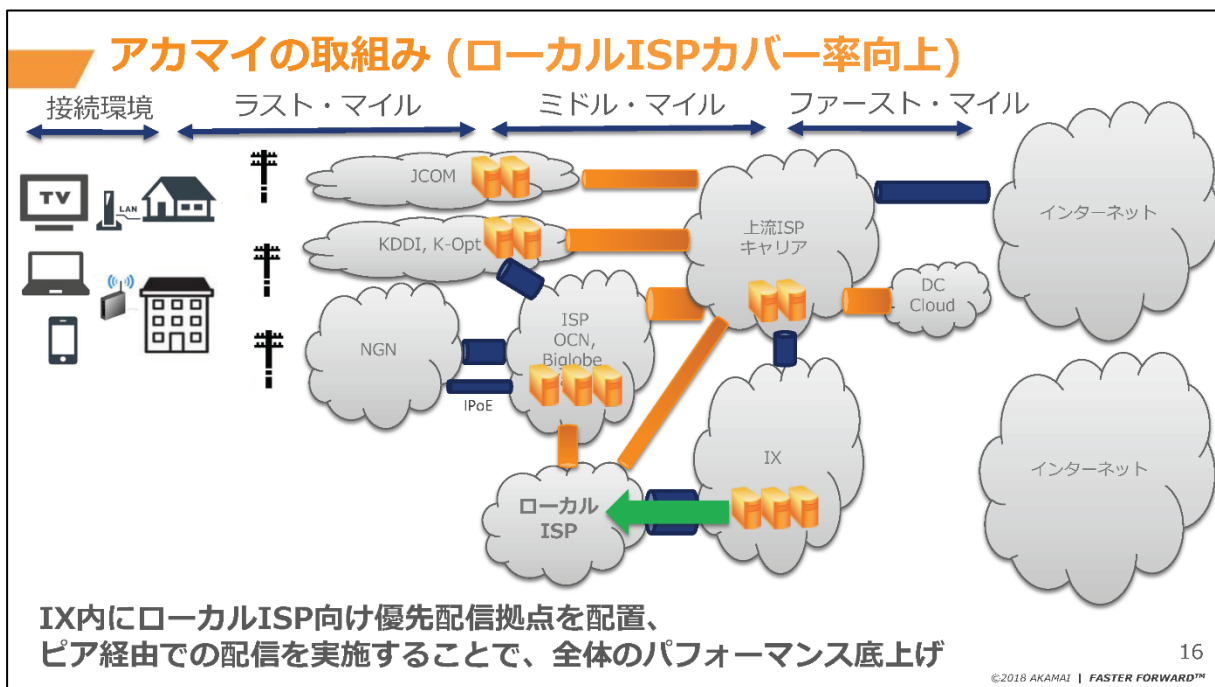 アカマイの取組み (ローカルISPカバー率向上)
接続環境
ラスト・マイル
ミドル・マイル
ファースト・マイル
TV
LAN
JCOM
KDDI, K-Opt
NGN
IPoE
ISP
OCN,
Biglobe
ローカル
ISP
上流ISP
キャリア
DC
Cloud
IX
インターネット
インターネット
IX内にローカルISP向け優先配信拠点を配置、
ピア経由での配信を実施することで、全体のパフォーマンス底上げ
16
©2018 AKAMAI | FASTER FORWARD™